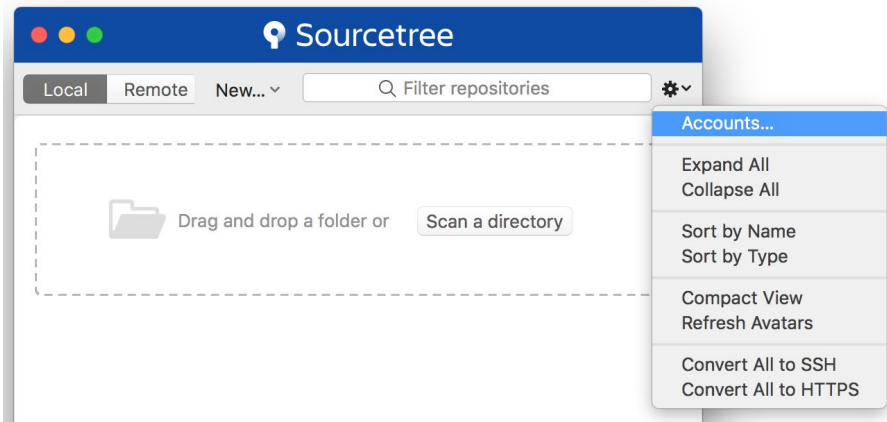 Sourcetree
Local Remote New... Filter repositories
Accounts...
Expand All
Collapse All
Drag and drop a folder or Scan a directory
Sort by Name
Sort by Type
Compact View
Refresh Avatars
Convert All to SSH
Convert All to HTTPS